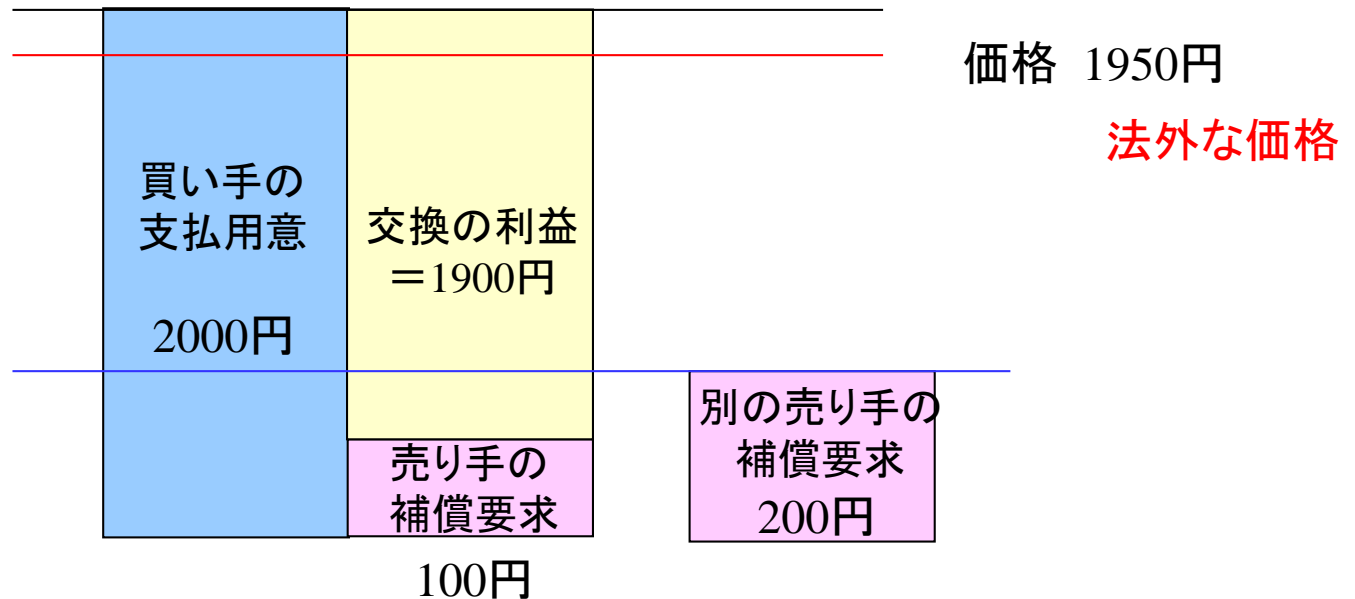 価格 1950円
法外な価格
買い手の
支払用意
2000円
交換の利益
＝1900円
売り手の
補償要求
100円
別の売り手の
補償要求
200円